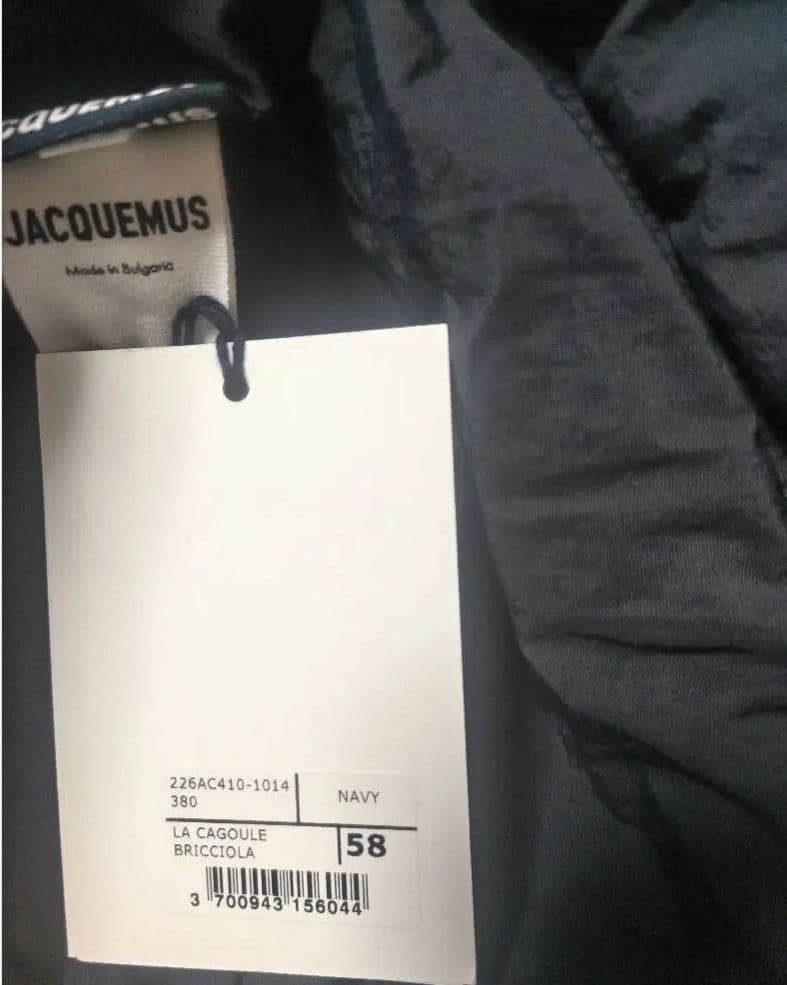 JACQUEMUS
Made in Bulgaria
226AC410-1014
380
NAVY
LA CAGOULE
BRICCIOLA
58
3 700943 156044